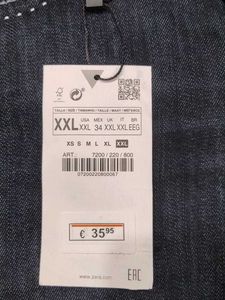 TALLA / SIZE / TAMANHO / TAILLE / MAAT / МӨЛШЕРІ
USA MEX UK IT BR
XXL XXL 34 XXL XXL EEG
XS S M L XL XXL
ART.: 7200 / 220 / 800
07200220800067
€ 35,95
www.zara.com
EAC